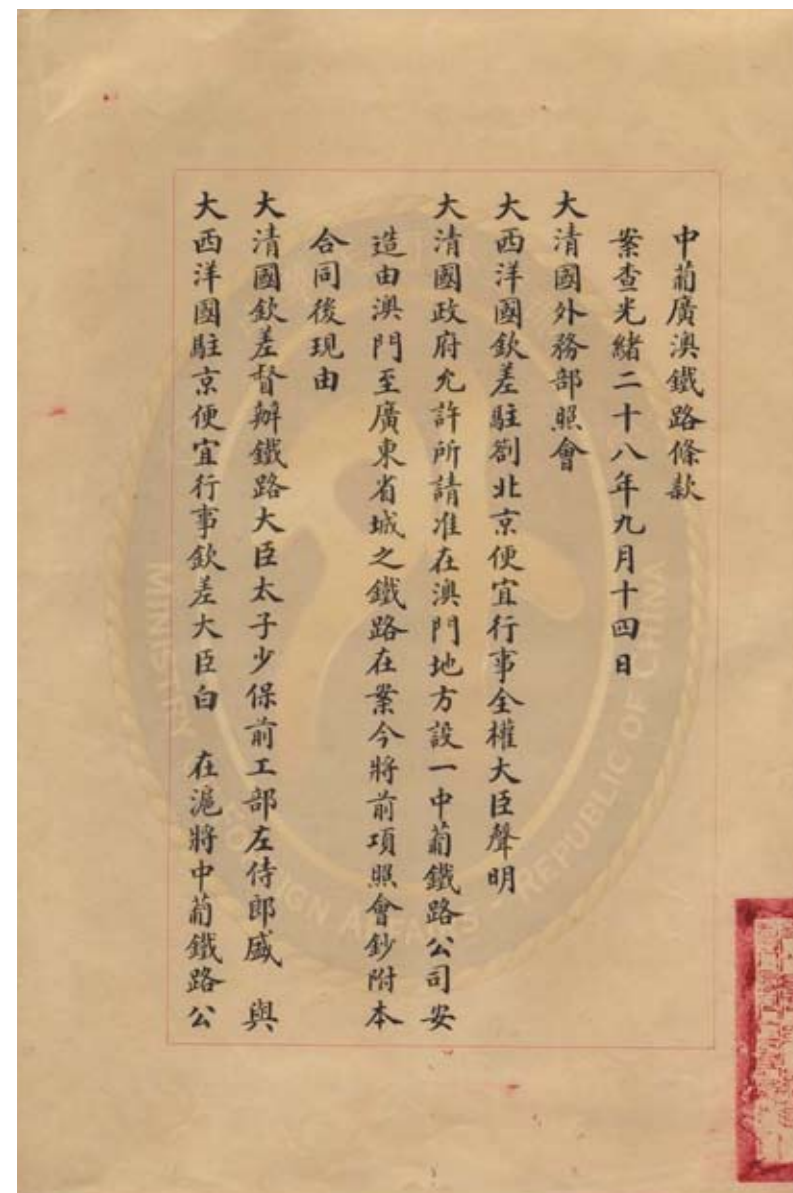 中葡廣澳鐵路條款
案查光緒二十八年九月十四日
大清國外務部照會
大西洋國欽差駐劄北京便宜行事全權大臣聲明
大清國政府允許所請准在澳門地方設一中葡鐵路公司安
造由澳門至廣東省城之鐵路在案今將前項照會鈔附本
合同後現由
大清國欽差督辦鐵路大臣太子少保前工部左侍郎盛　與
大西洋國駐京便宜行事欽差大臣白　在滬將中葡鐵路公
MINISTRY FOREIGN AFFAIRS REPUBLIC OF CHINA